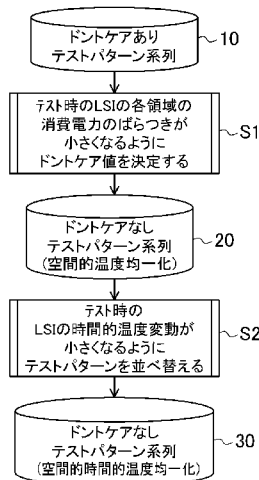 ドントケアあり
テストパターン系列
10
テスト時のLSIの各領域の
消費電力のばらつきが
小さくなるように
ドントケア値を決定する
S1
ドントケアなし
テストパターン系列
(空間的温度均一化)
20
テスト時の
LSIの時間的温度変動が
小さくなるように
テストパターンを並べ替える
S2
ドントケアなし
テストパターン系列
(空間的時間的温度均一化)
30